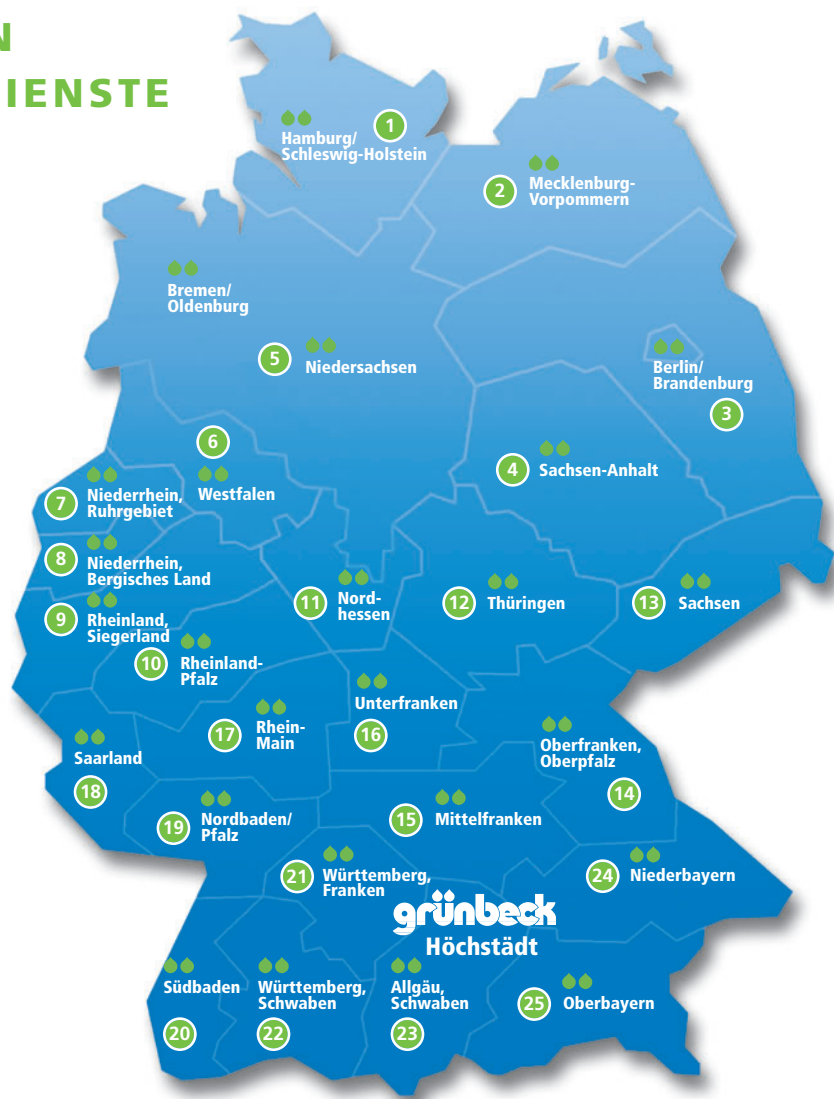 N
IENSTE
1
Hamburg/
Schleswig-Holstein
2
Mecklenburg-
Vorpommern
Bremen/
Oldenburg
5
Niedersachsen
Berlin/
Brandenburg
3
6
Westfalen
4
Sachsen-Anhalt
7
Niederrhein,
Ruhrgebiet
8
Niederrhein,
Bergisches Land
9
Rheinland,
Siegerland
10
Rheinland-
Pfalz
11
Nord-
hessen
12
Thüringen
13
Sachsen
Unterfranken
16
17
Rhein-
Main
Saarland
18
Oberfranken,
Oberpfalz
14
19
Nordbaden/
Pfalz
15
Mittelfranken
21
Württemberg,
Franken
24
Niederbayern
grünbeck
Höchstädt
Südbaden
20
Württemberg,
Schwaben
22
Allgäu,
Schwaben
23
25
Oberbayern